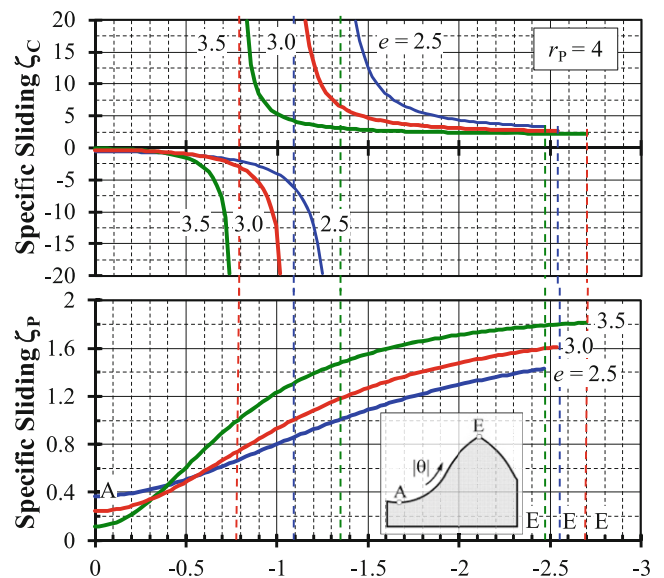 Specific Sliding ζC
20
15
10
5
0
-5
-10
-15
-20
3.5
3.0
e = 2.5
rP = 4
3.5
3.0
2.5
Specific Sliding ζP
2
1.6
1.2
0.8
0.4
0
A
3.5
3.0
e = 2.5
E
|θ|
A
E
E
E
0
-0.5
-1
-1.5
-2
-2.5
-3